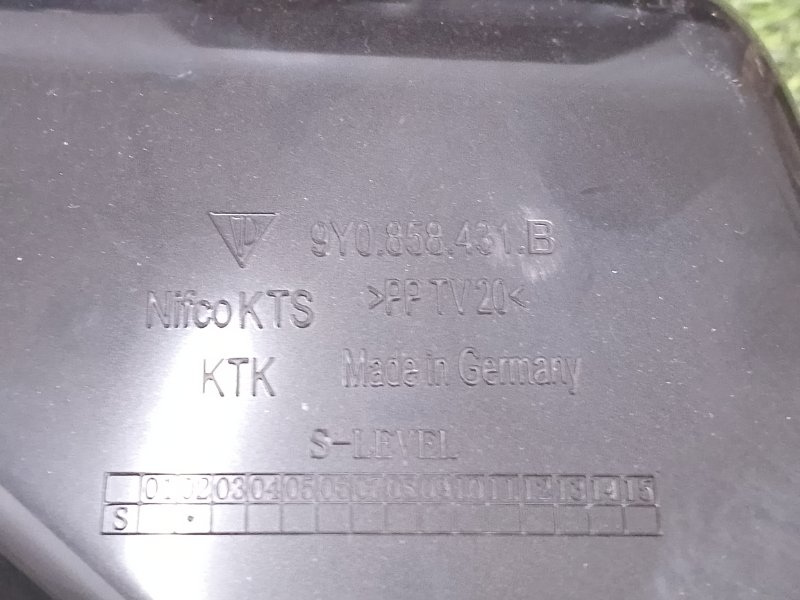 9Y0.858.431.B
Nifco KTS >PP TV 20<
KTK Made in Germany
S-LEVEL
01 02 03 04 05 06 07 08 09 10 11 12 13 14 15
S